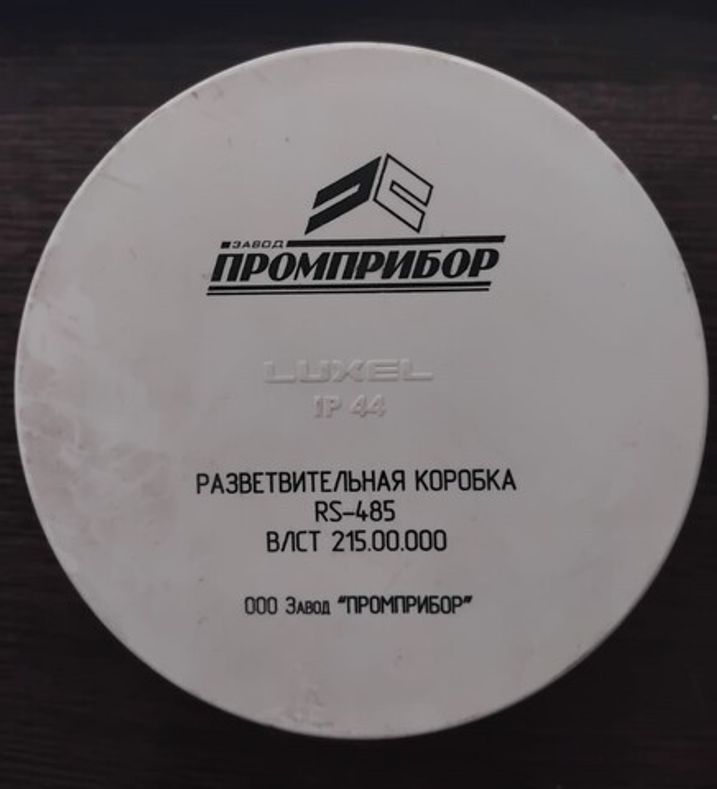 ЗАВОД
ПРОМПРИБОР
LUXEL
IP 44
РАЗВЕТВИТЕЛЬНАЯ КОРОБКА
RS-485
ВЛСТ 215.00.000
ООО Завод "ПРОМПРИБОР"